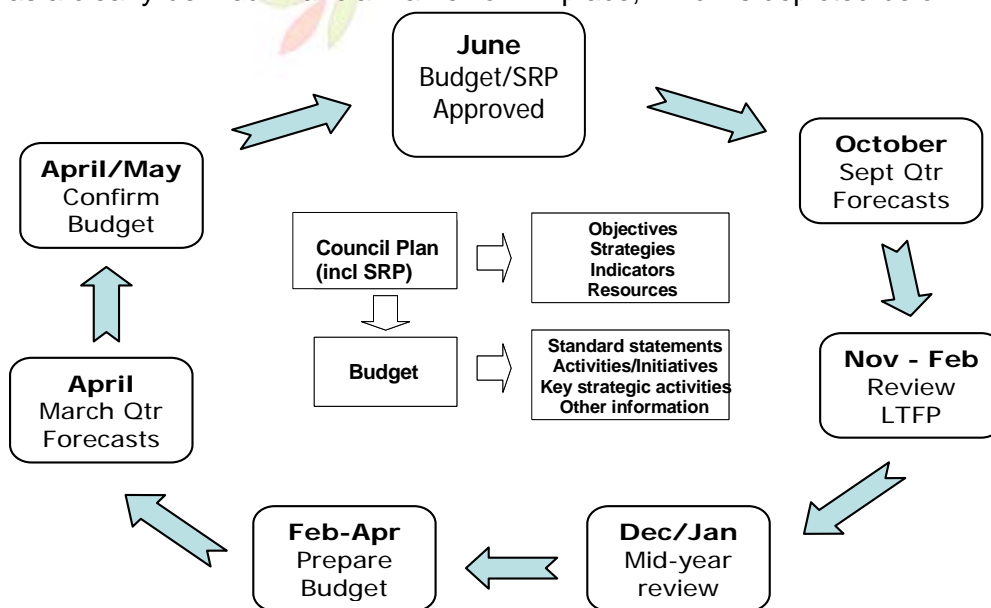 June
Budget/SRP
Approved
October
Sept Qtr
Forecasts
Nov - Feb
Review
LTFP
Dec/Jan
Mid-year
review
Feb-Apr
Prepare
Budget
April
March Qtr
Forecasts
April/May
Confirm
Budget
Council Plan
(incl SRP)
Objectives
Strategies
Indicators
Resources
Budget
Standard statements
Activities/Initiatives
Key strategic activities
Other information